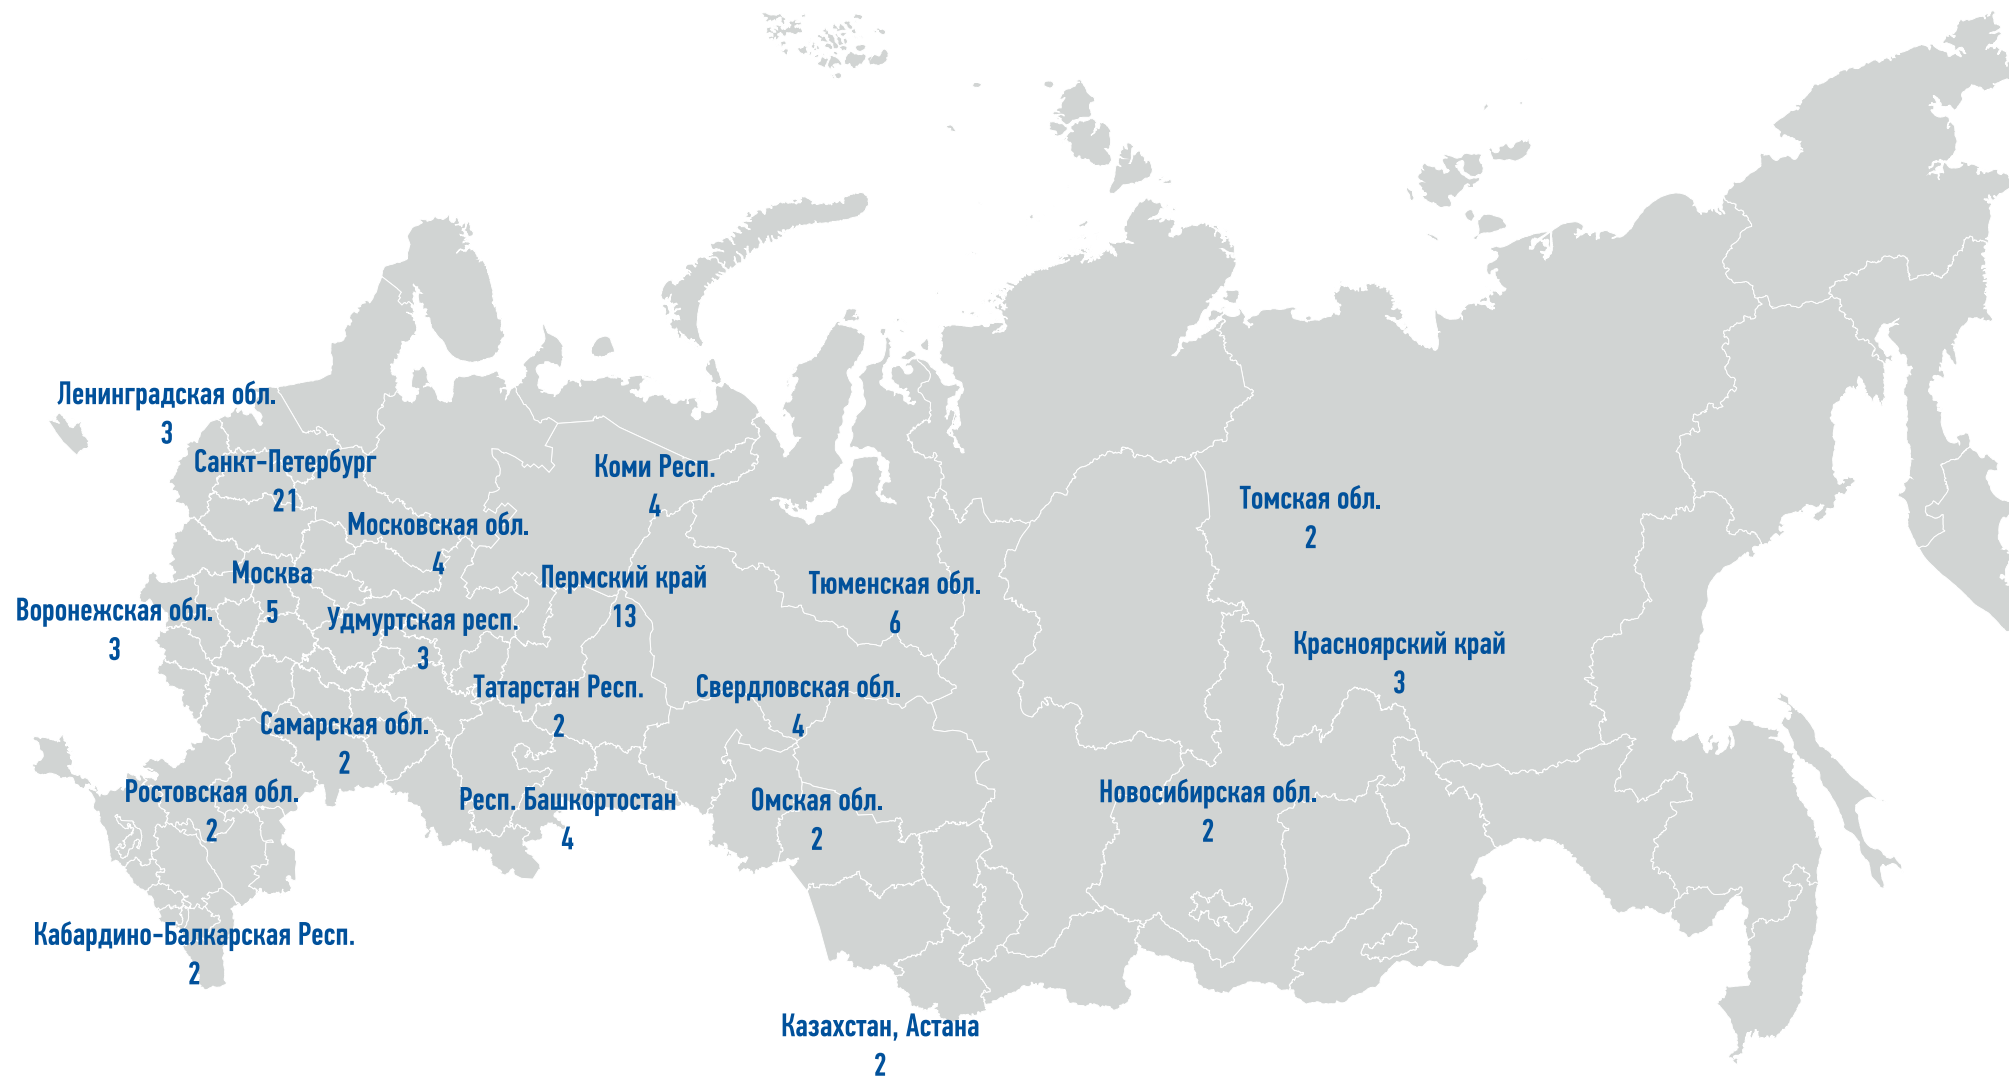 Ленинградская обл.
3
Санкт-Петербург
21
Коми Респ.
4
Томская обл.
2
Московская обл.
4
Москва
5
Пермский край
13
Тюменская обл.
6
Воронежская обл.
3
Удмуртская респ.
3
Красноярский край
3
Татарстан Респ.
2
Свердловская обл.
4
Самарская обл.
2
Ростовская обл.
2
Респ. Башкортостан
4
Омская обл.
2
Новосибирская обл.
2
Кабардино-Балкарская Респ.
2
Казахстан, Астана
2